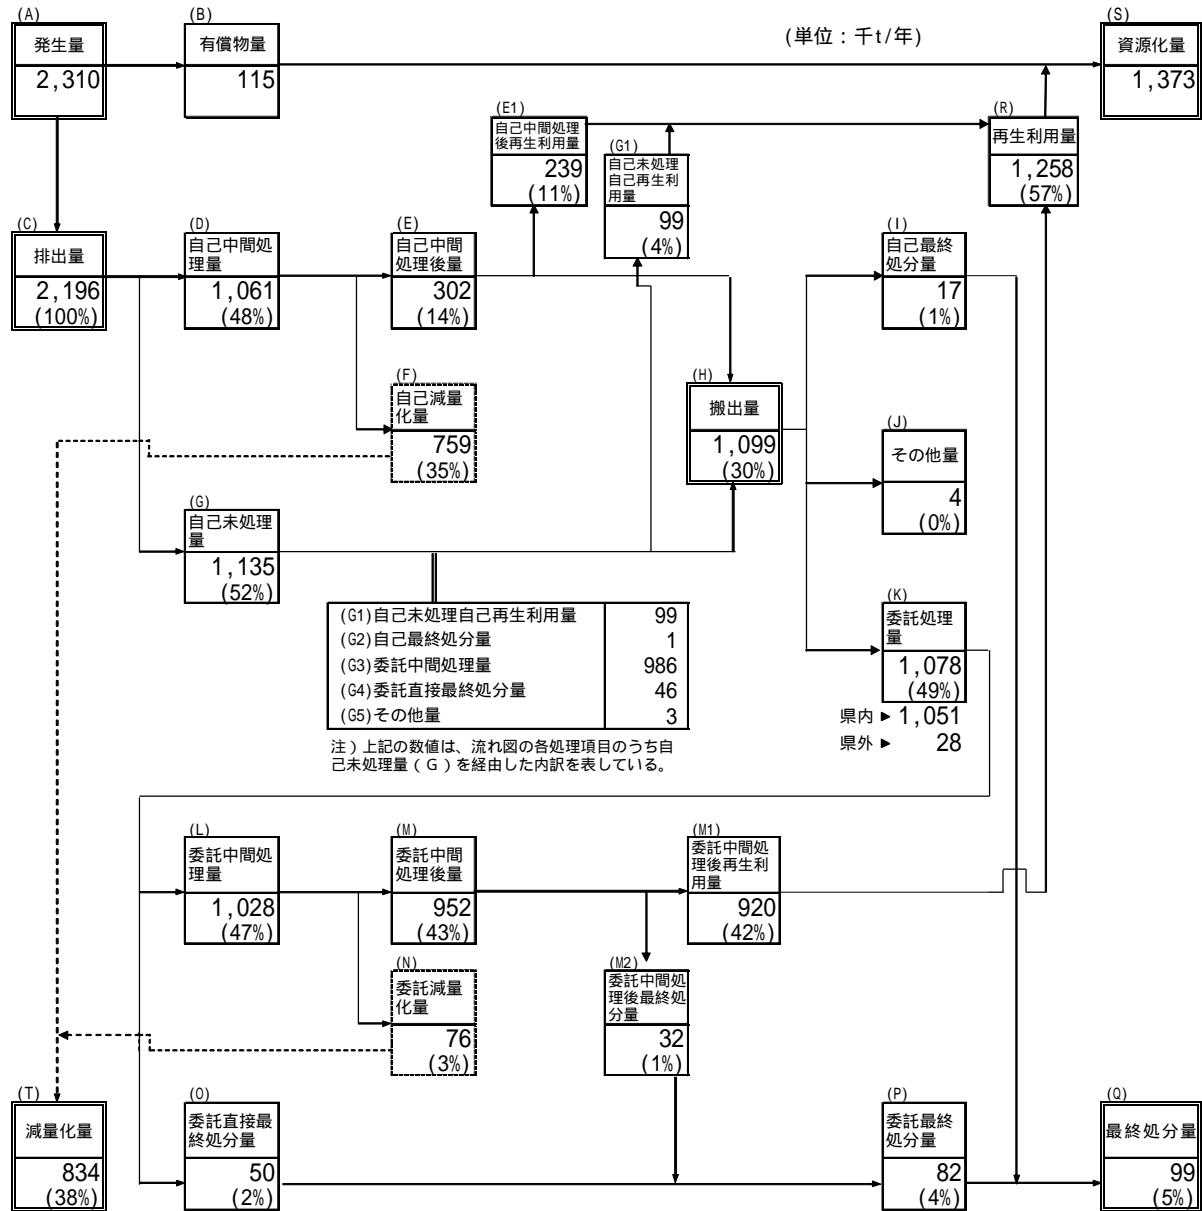 (A)
発生量
2,310
(B)
有償物量
115
(単位：千t/年)
(S)
資源化量
1,373
(E1)
自己中間処理
後再生利用量
239
(11%)
(G1)
自己未処理
自己再生利
用量
99
(4%)
(R)
再生利用量
1,258
(57%)
(C)
排出量
2,196
(100%)
(D)
自己中間処
理量
1,061
(48%)
(E)
自己中間
処理後量
302
(14%)
(I)
自己最終
処分量
17
(1%)
(F)
自己減量
化量
759
(35%)
(H)
搬出量
1,099
(30%)
(J)
その他量
4
(0%)
(G)
自己未処理
量
1,135
(52%)
(G1)自己未処理自己再生利用量 99
(G2)自己最終処分量 1
(G3)委託中間処理量 986
(G4)委託直接最終処分量 46
(G5)その他量 3
注）上記の数値は、流れ図の各処理項目のうち自
己未処理量（G）を経由した内訳を表している。
(K)
委託処理
量
1,078
(49%)
県内 ▶ 1,051
県外 ▶ 28
(L)
委託中間処
理量
1,028
(47%)
(M)
委託中間
処理後量
952
(43%)
(M1)
委託中間処
理後再生利
用量
920
(42%)
(N)
委託減量
化量
76
(3%)
(M2)
委託中間処
理後最終処
分量
32
(1%)
(T)
減量化量
834
(38%)
(O)
委託直接最
終処分量
50
(2%)
(P)
委託最終
処分量
82
(4%)
(Q)
最終処分量
99
(5%)